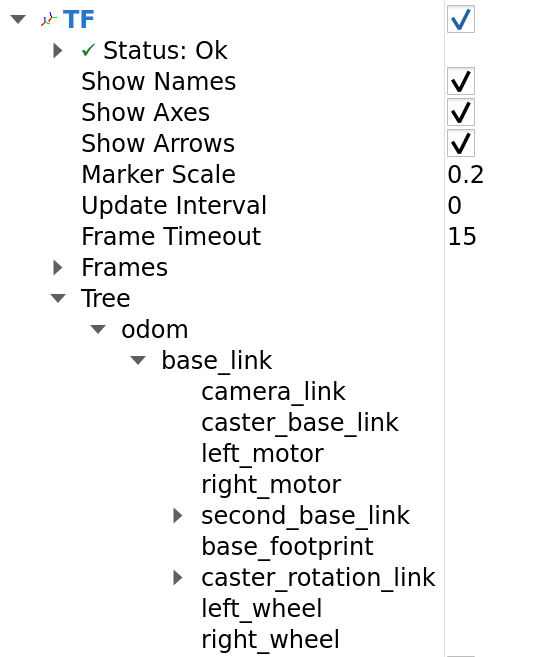 TF
Status: Ok
Show Names
Show Axes
Show Arrows
Marker Scale 0.2
Update Interval 0
Frame Timeout 15
Frames
Tree
odom
base_link
camera_link
caster_base_link
left_motor
right_motor
second_base_link
base_footprint
caster_rotation_link
left_wheel
right_wheel